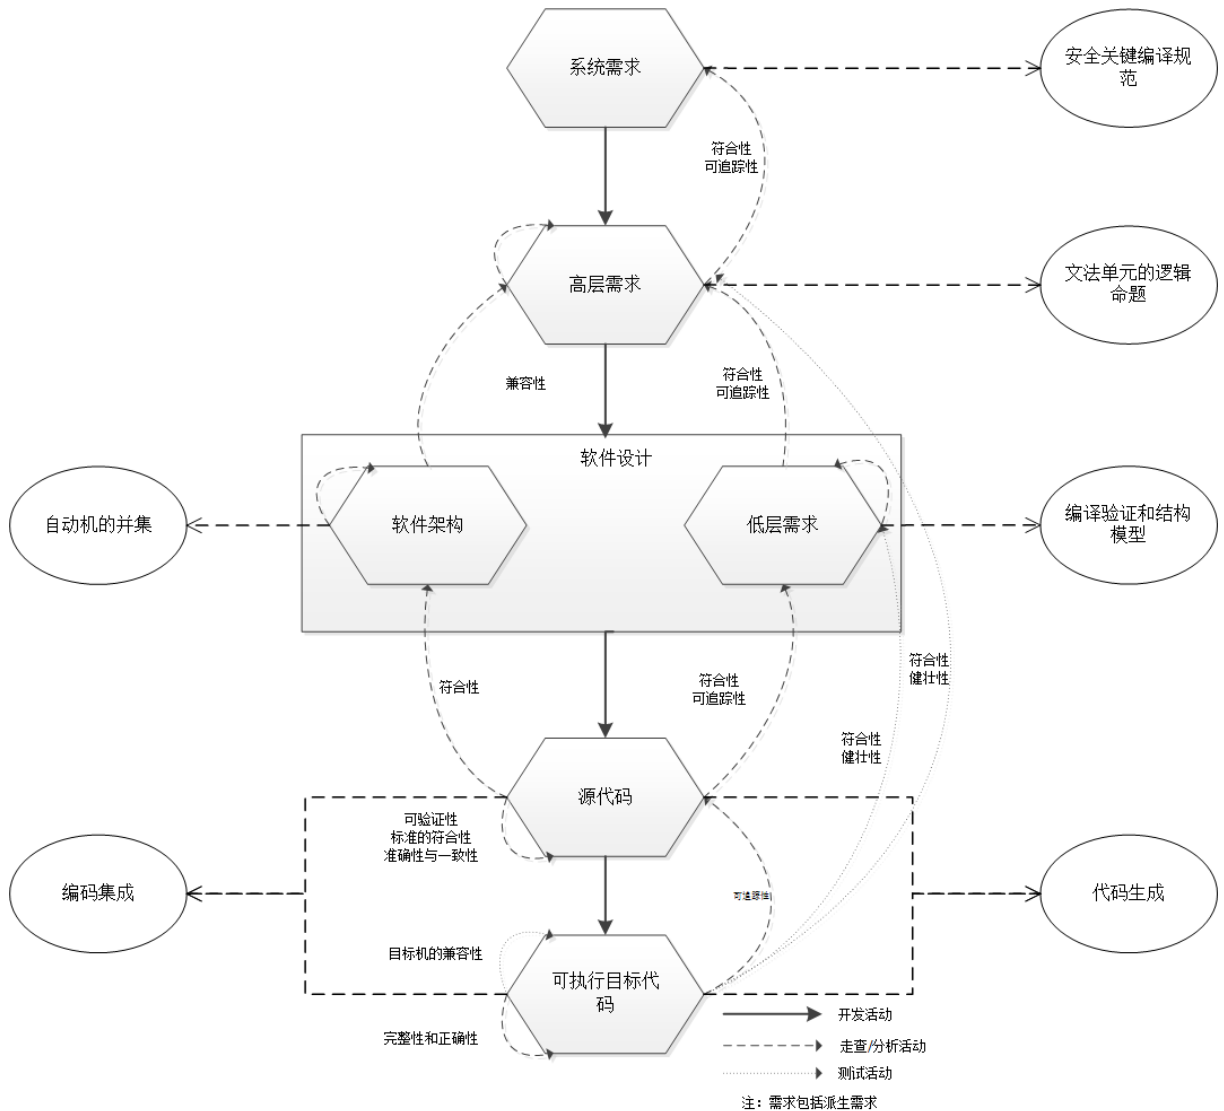 系统需求
安全关键编译规
范
符合性
可追踪性
高层需求
文法单元的逻辑
命题
兼容性
符合性
可追踪性
软件设计
自动机的并集
软件架构
低层需求
编译验证和结构
模型
符合性
符合性
可追踪性
符合性
健壮性
符合性
健壮性
源代码
可验证性
标准的符合性
准确性与一致性
编码集成
可追踪性
代码生成
目标机的兼容性
可执行目标代
码
完整性和正确性
开发活动
走查/分析活动
测试活动
注：需求包括派生需求